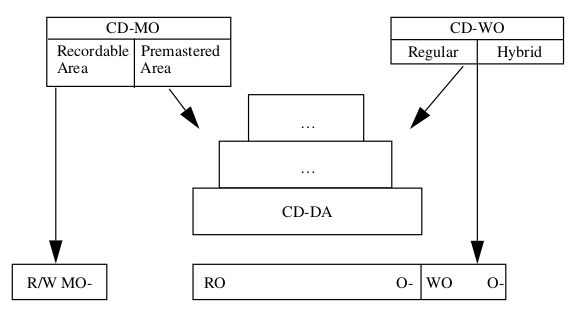 CD-MO
Recordable Area
Premastered Area
CD-WO
Regular
Hybrid
...
...
CD-DA
R/W MO-
RO O-
WO O-